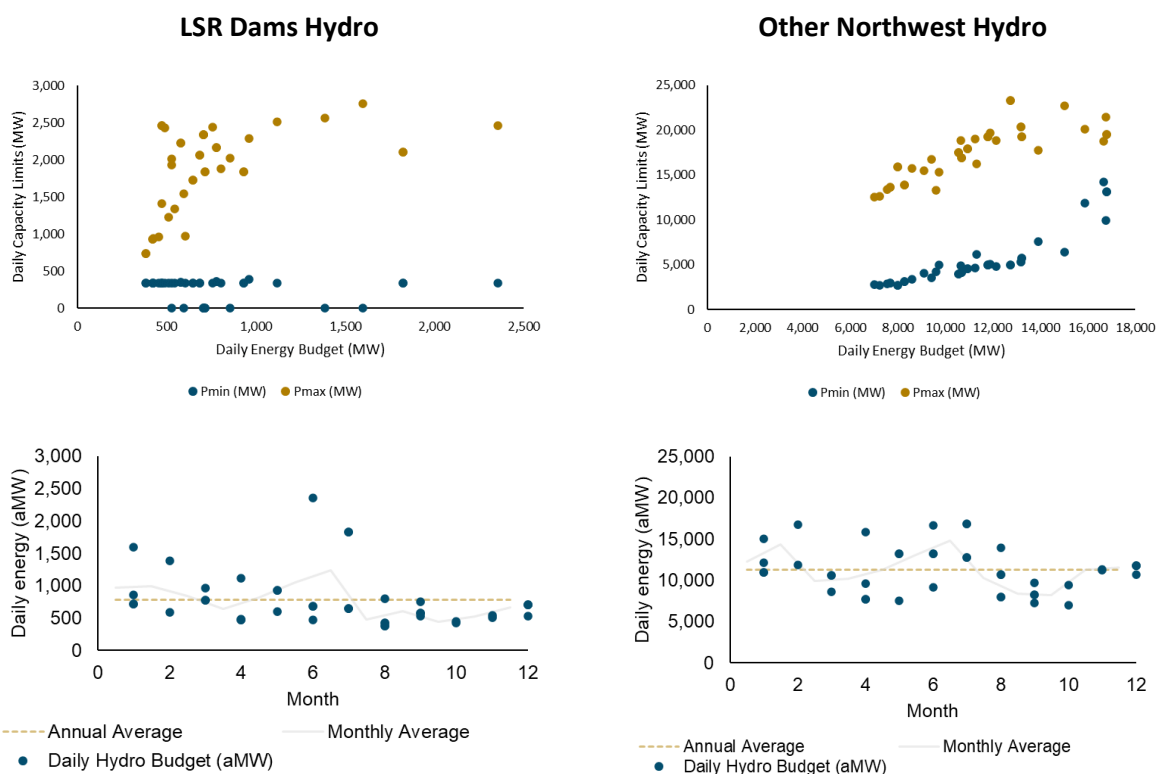 LSR Dams Hydro
Daily Capacity Limits (MW)
3,000
2,500
2,000
1,500
1,000
500
0
0
500
1,000
1,500
2,000
2,500
Daily Energy Budget (MW)
Pmin (MW)
Pmax (MW)
Other Northwest Hydro
Daily Capacity Limits (MW)
25,000
20,000
15,000
10,000
5,000
0
0
2,000
4,000
6,000
8,000
10,000
12,000
14,000
16,000
18,000
Daily Energy Budget (MW)
Pmin (MW)
Pmax (MW)
Daily energy (aMW)
3,000
2,500
2,000
1,500
1,000
500
0
0
2
4
6
8
10
12
Month
Annual Average
Monthly Average
Daily Hydro Budget (aMW)
Daily energy (aMW)
25,000
20,000
15,000
10,000
5,000
0
0
2
4
6
8
10
12
Month
Annual Average
Monthly Average
Daily Hydro Budget (aMW)